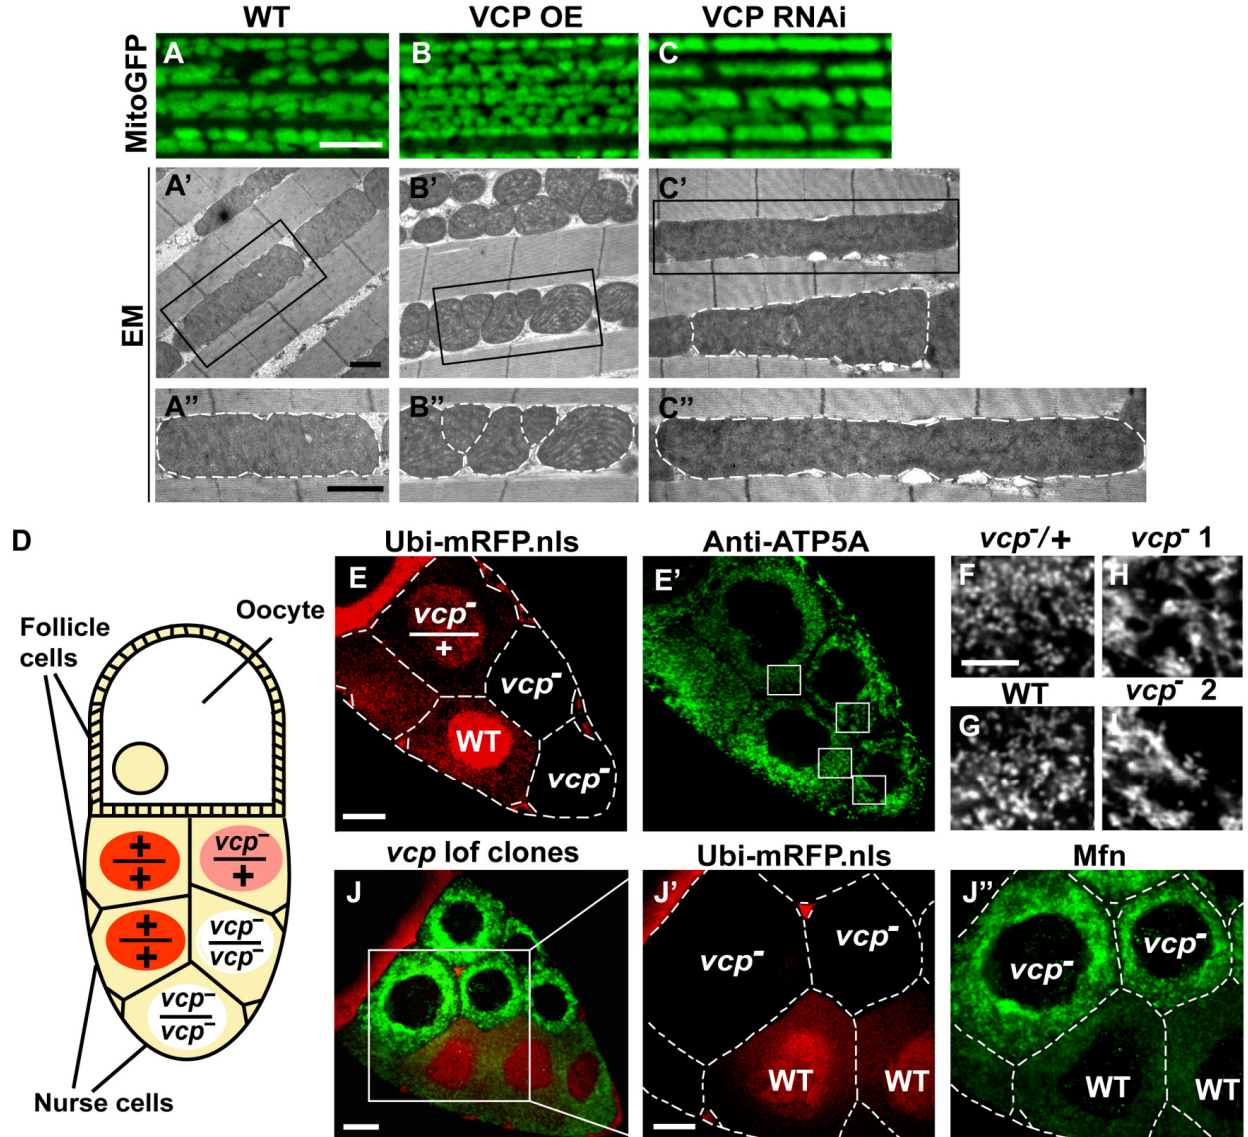 WT
VCP OE
VCP RNAi
MitoGFP
A
B
C
EM
A'
B'
C'
A''
B''
C''
D
Follicle cells
Oocyte
+
+
vcp⁻
+
+
+
vcp⁻
vcp⁻
vcp⁻
vcp⁻
Nurse cells
Ubi-mRFP.nls
Anti-ATP5A
E
vcp⁻
+
vcp⁻
WT
vcp⁻
E'
vcp⁻/+
vcp⁻ 1
F
H
WT
vcp⁻ 2
G
vcp lof clones
Ubi-mRFP.nls
Mfn
J
J'
vcp⁻
vcp⁻
WT
WT
J''
vcp⁻
vcp⁻
WT
WT